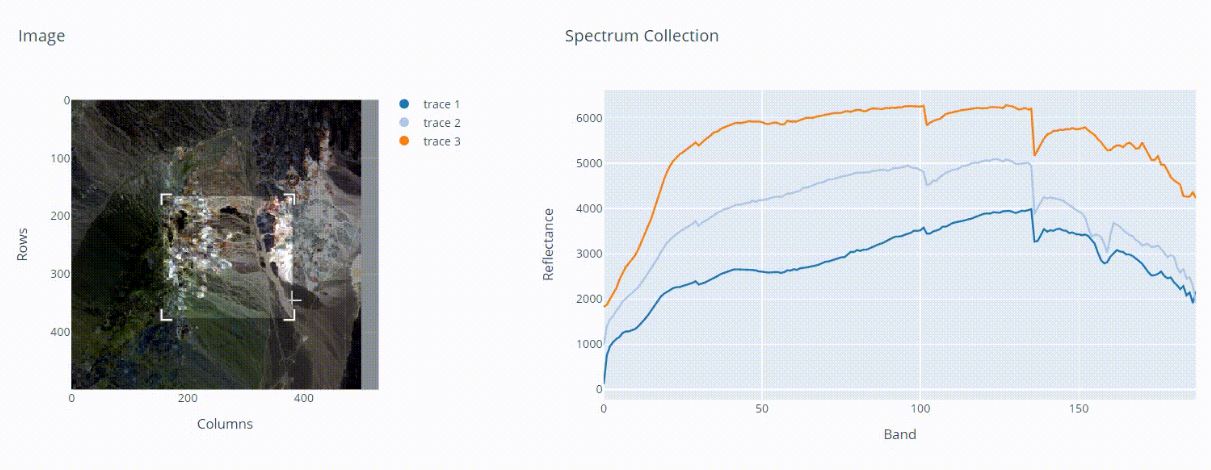 Image
Spectrum Collection
0
100
200
300
400
Rows
0
200
400
Columns
trace 1
trace 2
trace 3
6000
5000
4000
3000
2000
1000
0
Reflectance
0
50
100
150
Band